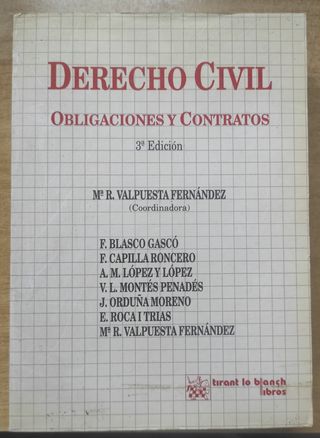 DERECHO CIVIL
OBLIGACIONES Y CONTRATOS
3ª Edición
Mª R. VALPUESTA FERNÁNDEZ
(Coordinadora)
F. BLASCO GASCÓ
F. CAPILLA RONCERO
A. M. LÓPEZ Y LÓPEZ
V. L. MONTÉS PENADÉS
J. ORDUÑA MORENO
E. ROCA I TRIAS
Mª R. VALPUESTA FERNÁNDEZ
tirant lo blanch
libros